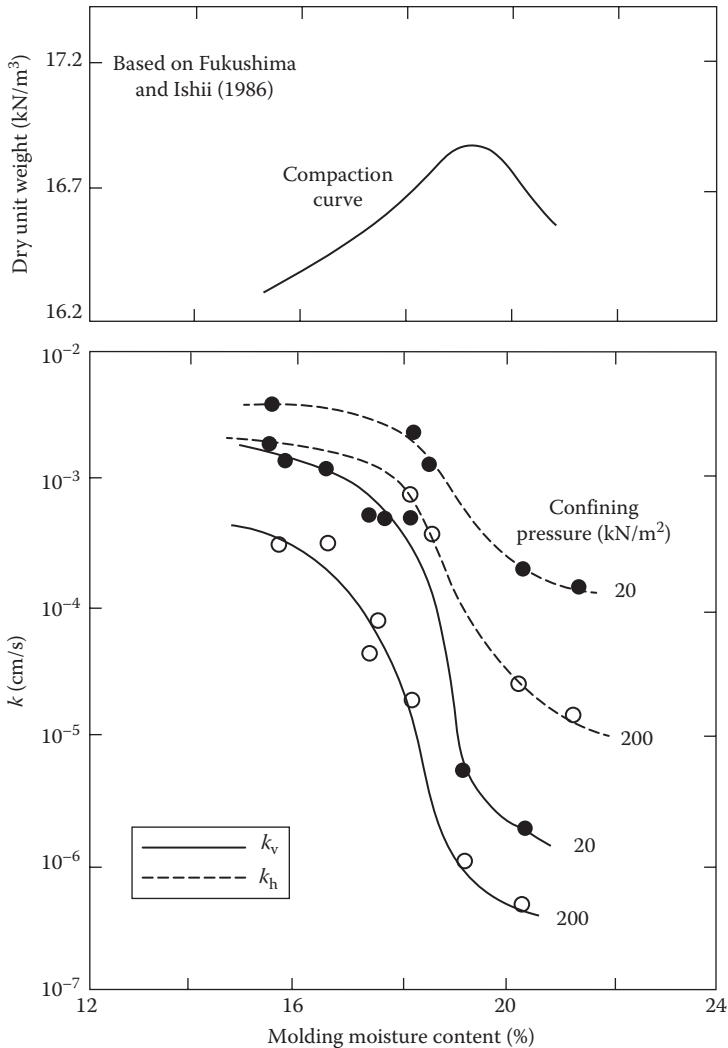 17.2
Based on Fukushima
and Ishii (1986)
Dry unit weight (kN/m³)
Compaction
curve
16.7
16.2
10⁻²
10⁻³
Confining
pressure (kN/m²)
10⁻⁴
20
k (cm/s)
10⁻⁵
200
kᵥ
20
10⁻⁶
kₕ
200
10⁻⁷
12
16
18
20
22
24
Molding moisture content (%)